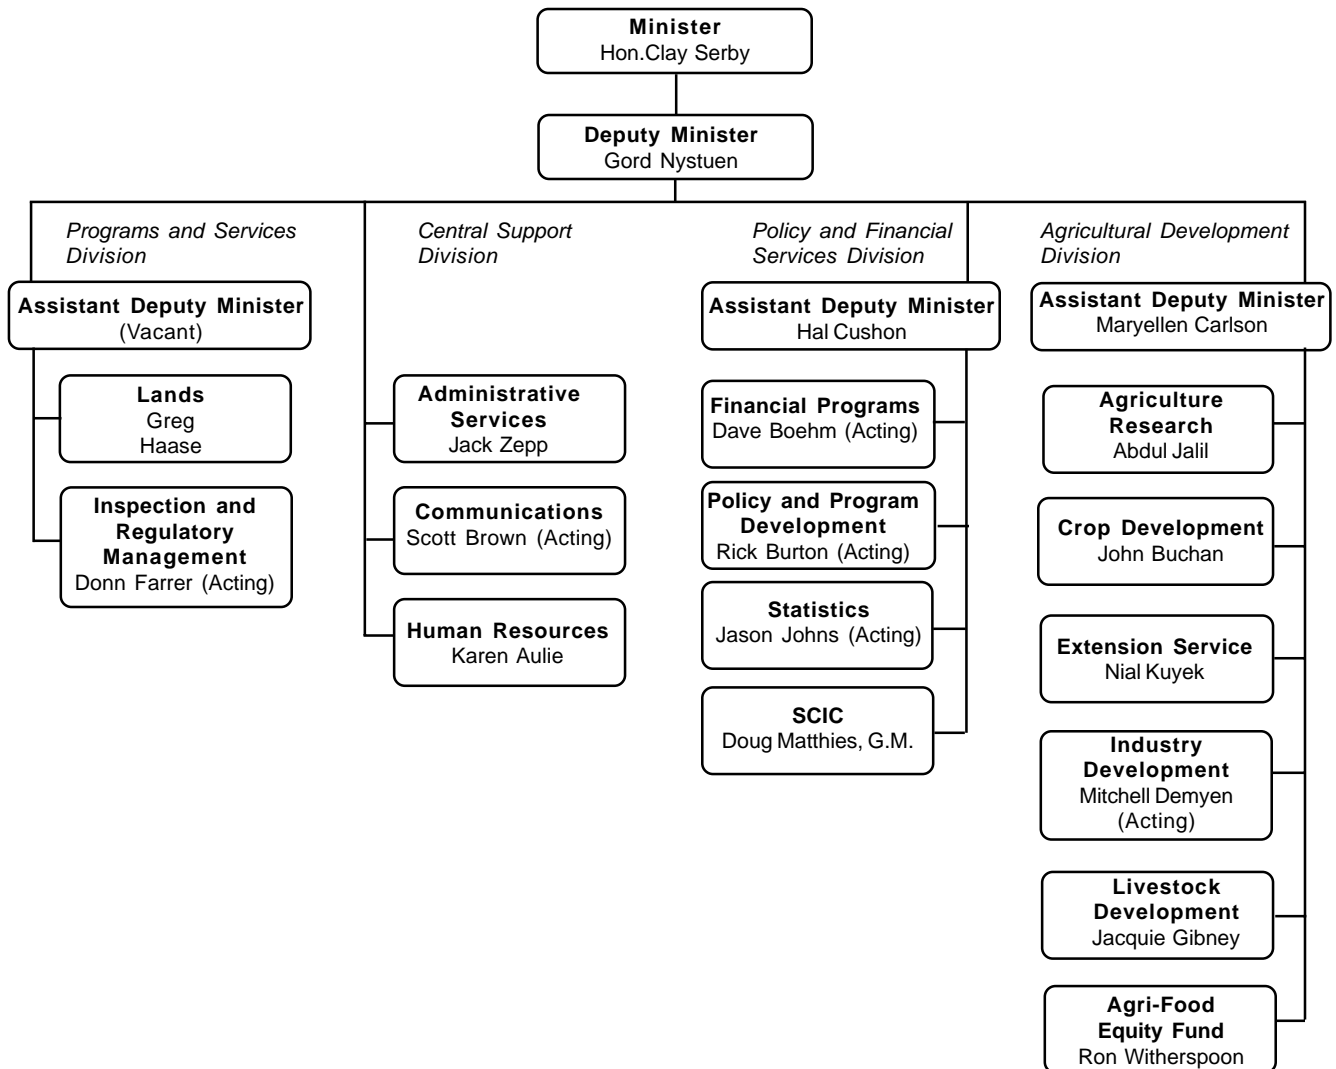 Minister
Hon.Clay Serby
Deputy Minister
Gord Nystuen
Programs and Services
Division
Assistant Deputy Minister
(Vacant)
Lands
Greg
Haase
Inspection and
Regulatory
Management
Donn Farrer (Acting)
Central Support
Division
Administrative
Services
Jack Zepp
Communications
Scott Brown (Acting)
Human Resources
Karen Aulie
Policy and Financial
Services Division
Assistant Deputy Minister
Hal Cushon
Financial Programs
Dave Boehm (Acting)
Policy and Program
Development
Rick Burton (Acting)
Statistics
Jason Johns (Acting)
SCIC
Doug Matthies, G.M.
Agricultural Development
Division
Assistant Deputy Minister
Maryellen Carlson
Agriculture
Research
Abdul Jalil
Crop Development
John Buchan
Extension Service
Nial Kuyek
Industry
Development
Mitchell Demyen
(Acting)
Livestock
Development
Jacquie Gibney
Agri-Food
Equity Fund
Ron Witherspoon